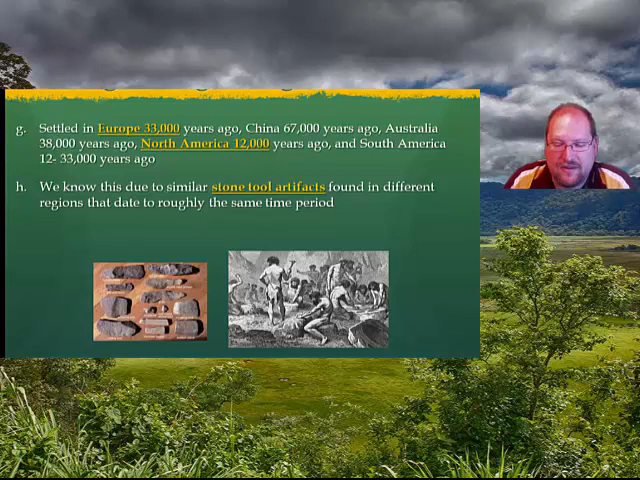 g. Settled in Europe 33,000 years ago, China 67,000 years ago, Australia
38,000 years ago, North America 12,000 years ago, and South America
12- 33,000 years ago
h. We know this due to similar stone tool artifacts found in different
regions that date to roughly the same time period